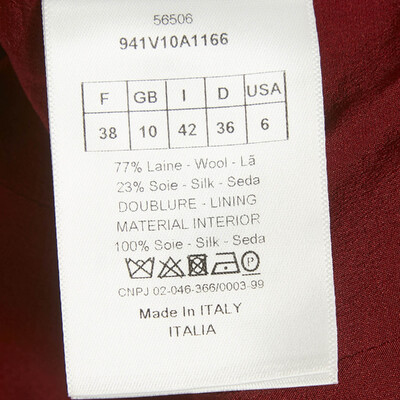 56506
941V10A1166
F GB I D USA
38 10 42 36 6
77% Laine - Wool - Lã
23% Soie - Silk - Seda
DOUBLURE - LINING
MATERIAL INTERIOR
100% Soie - Silk - Seda
P
CNPJ 02-046-366/0003-99
Made In ITALY
ITALIA